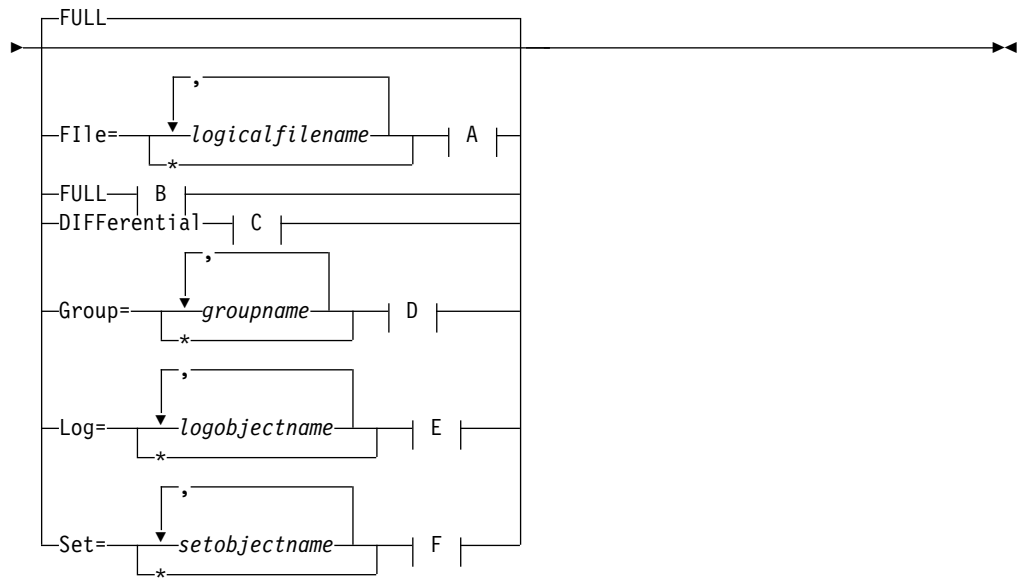 FULL
,
FIle= logicalfilename A
*
FULL B
DIFFerential C
,
Group= groupname D
*
,
Log= logobjectname E
*
,
Set= setobjectname F
*